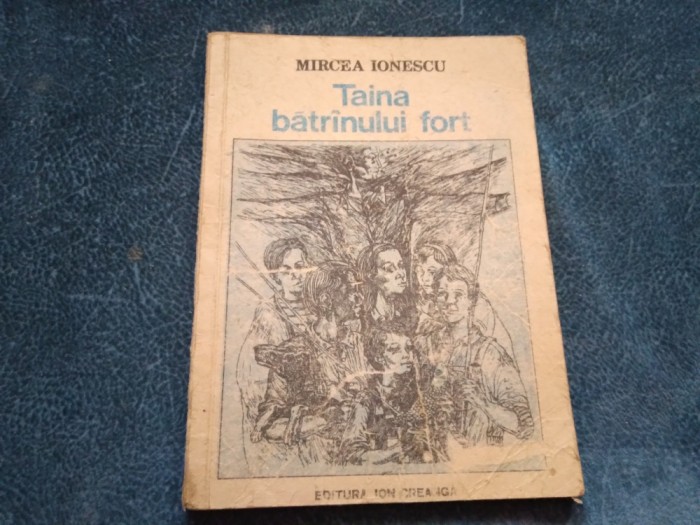 MIRCEA IONESCU
Taina
bătrînului fort
EDITURA ION CREANGĂ